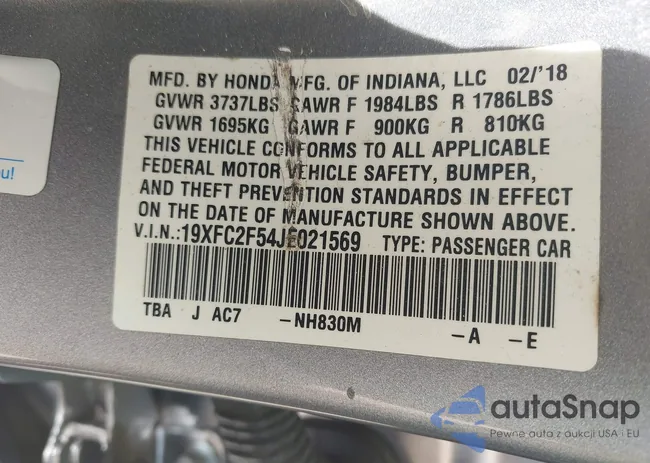 MFD. BY HONDA MFG. OF INDIANA, LLC 02/'18
GVWR 3737LBS GAWR F 1984LBS R 1786LBS
GVWR 1695KG GAWR F 900KG R 810KG
THIS VEHICLE CONFORMS TO ALL APPLICABLE
FEDERAL MOTOR VEHICLE SAFETY, BUMPER,
AND THEFT PREVENTION STANDARDS IN EFFECT
ON THE DATE OF MANUFACTURE SHOWN ABOVE.
V.I.N.:19XFC2F54JE021569 TYPE: PASSENGER CAR
TBA J AC7 -NH830M -A -E
u!
autaSnap
Pewne auta z aukcji USA i EU